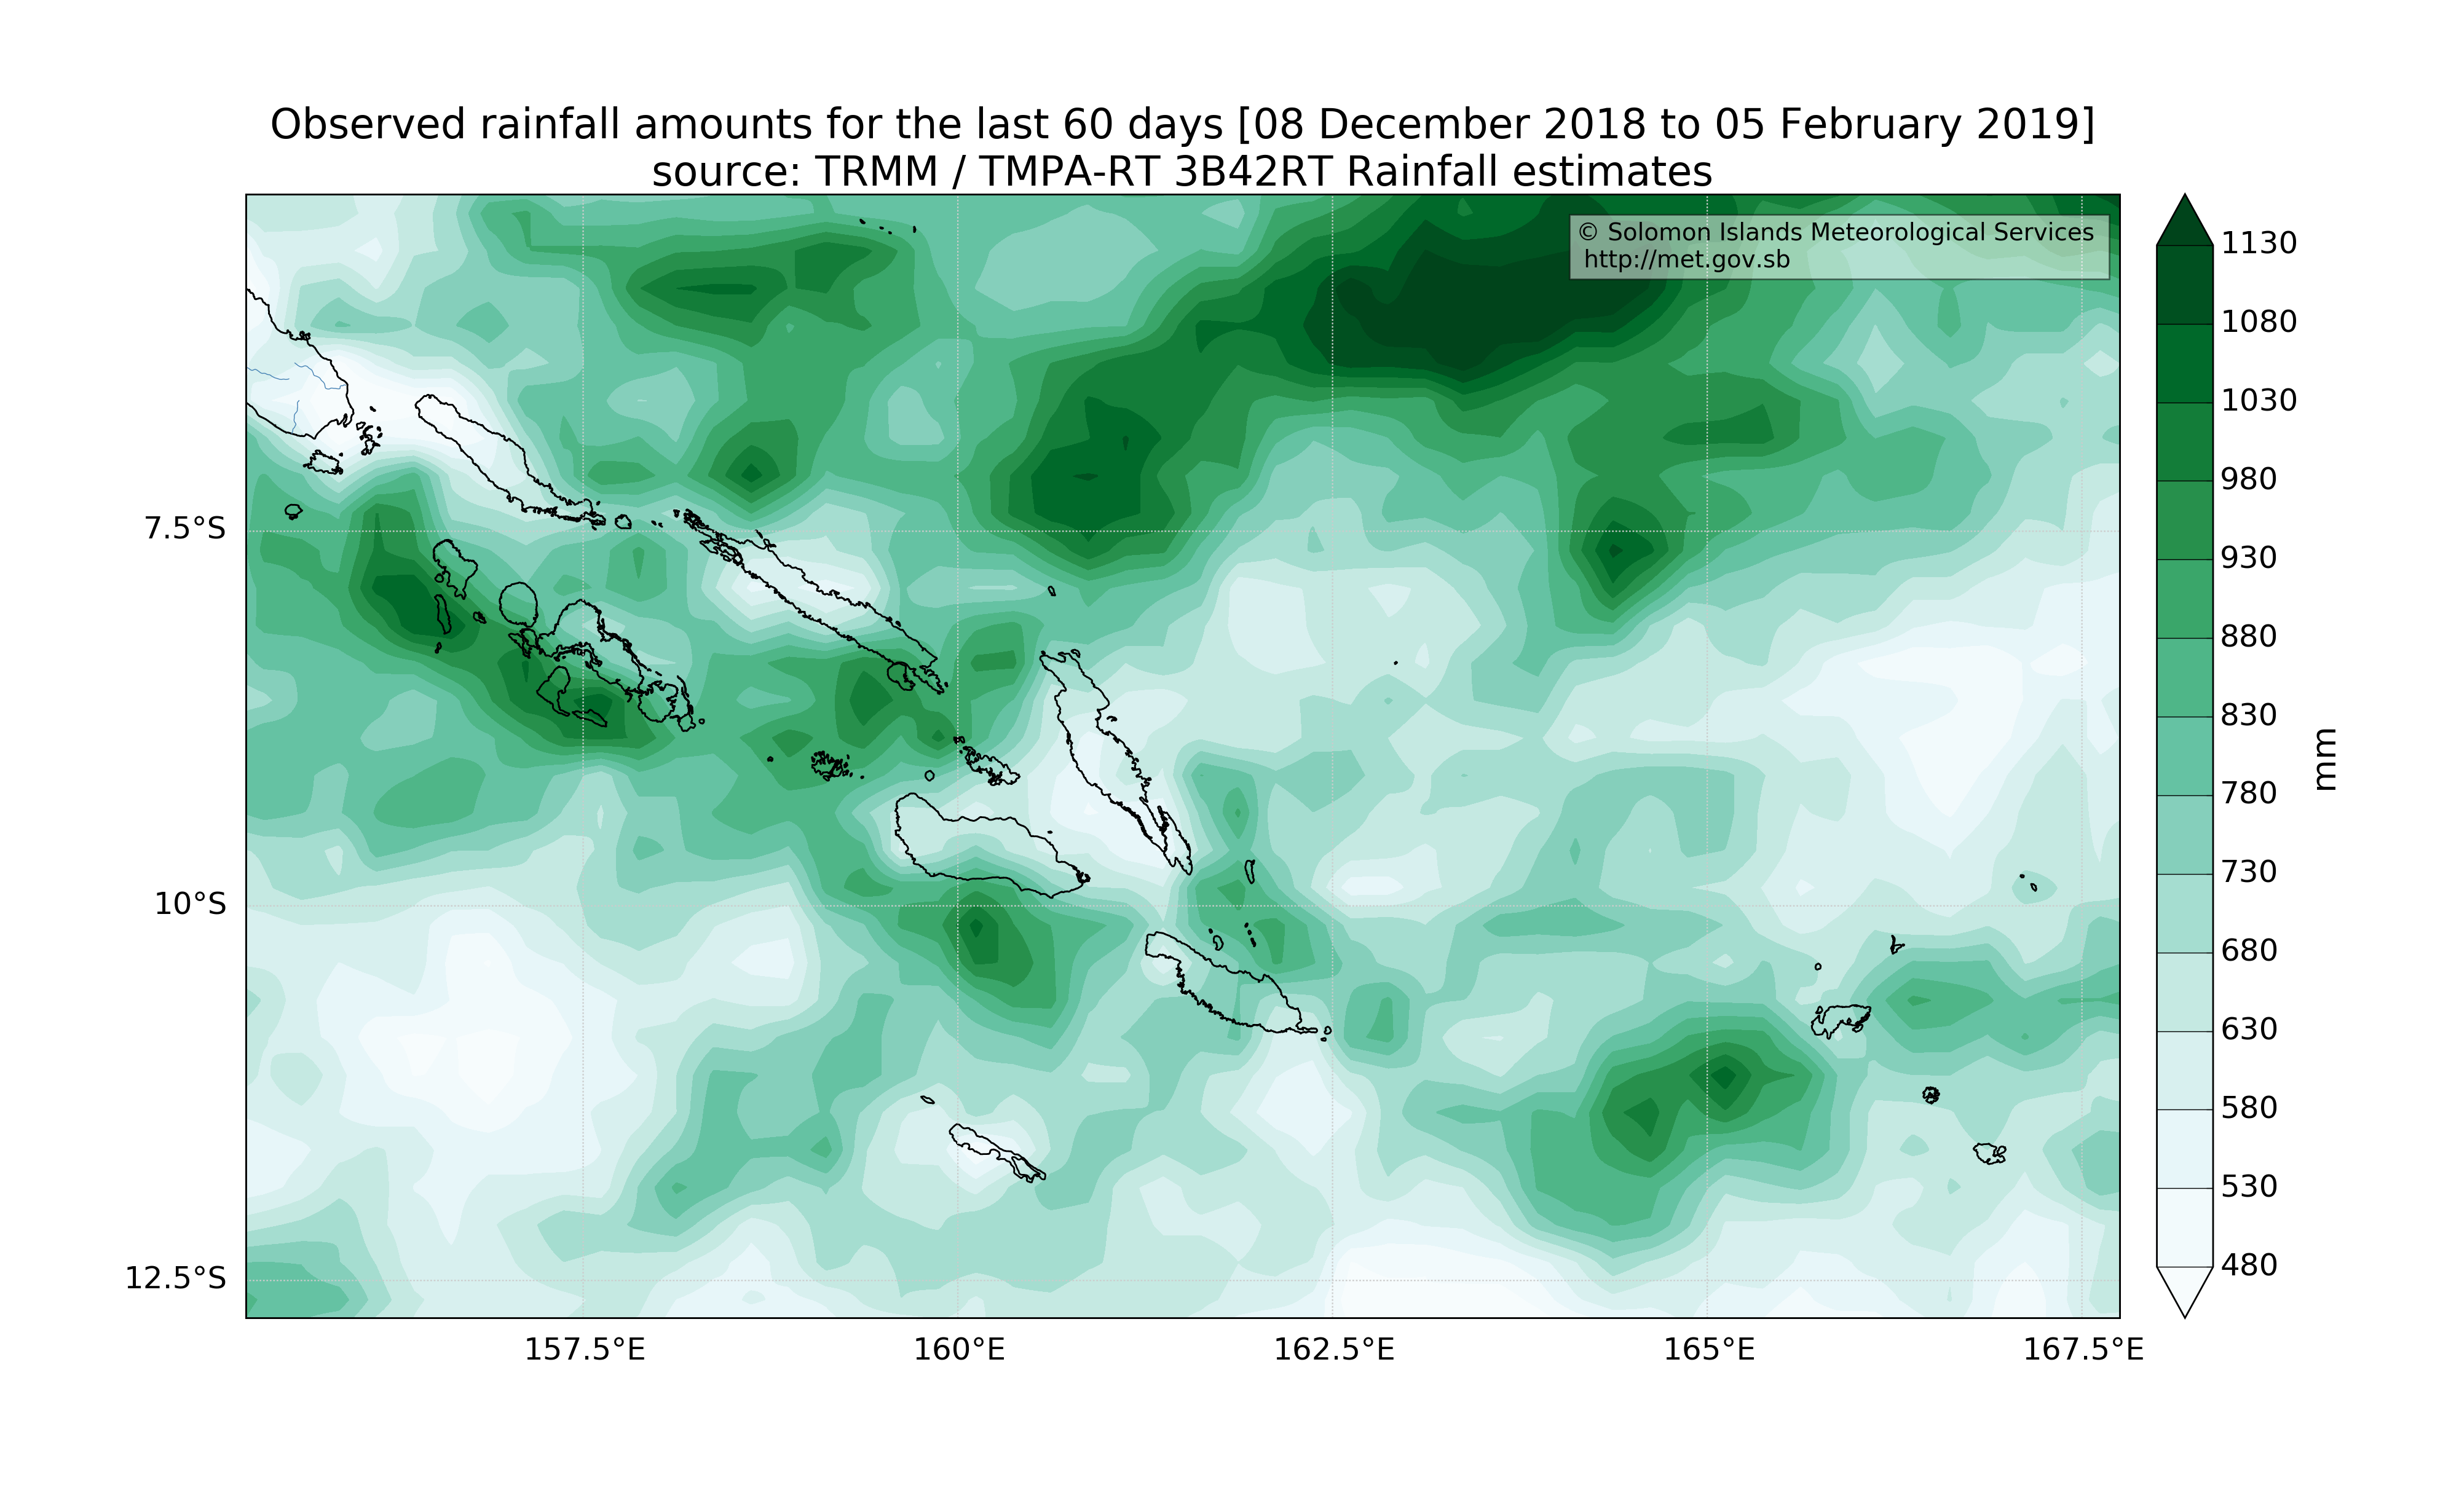 Observed rainfall amounts for the last 60 days [08 December 2018 to 05 February 2019]
source: TRMM / TMPA-RT 3B42RT Rainfall estimates
© Solomon Islands Meteorological Services
http://met.gov.sb
7.5°S
10°S
12.5°S
157.5°E
160°E
162.5°E
165°E
167.5°E
1130
1080
1030
980
930
880
830
780
730
680
630
580
530
480
mm